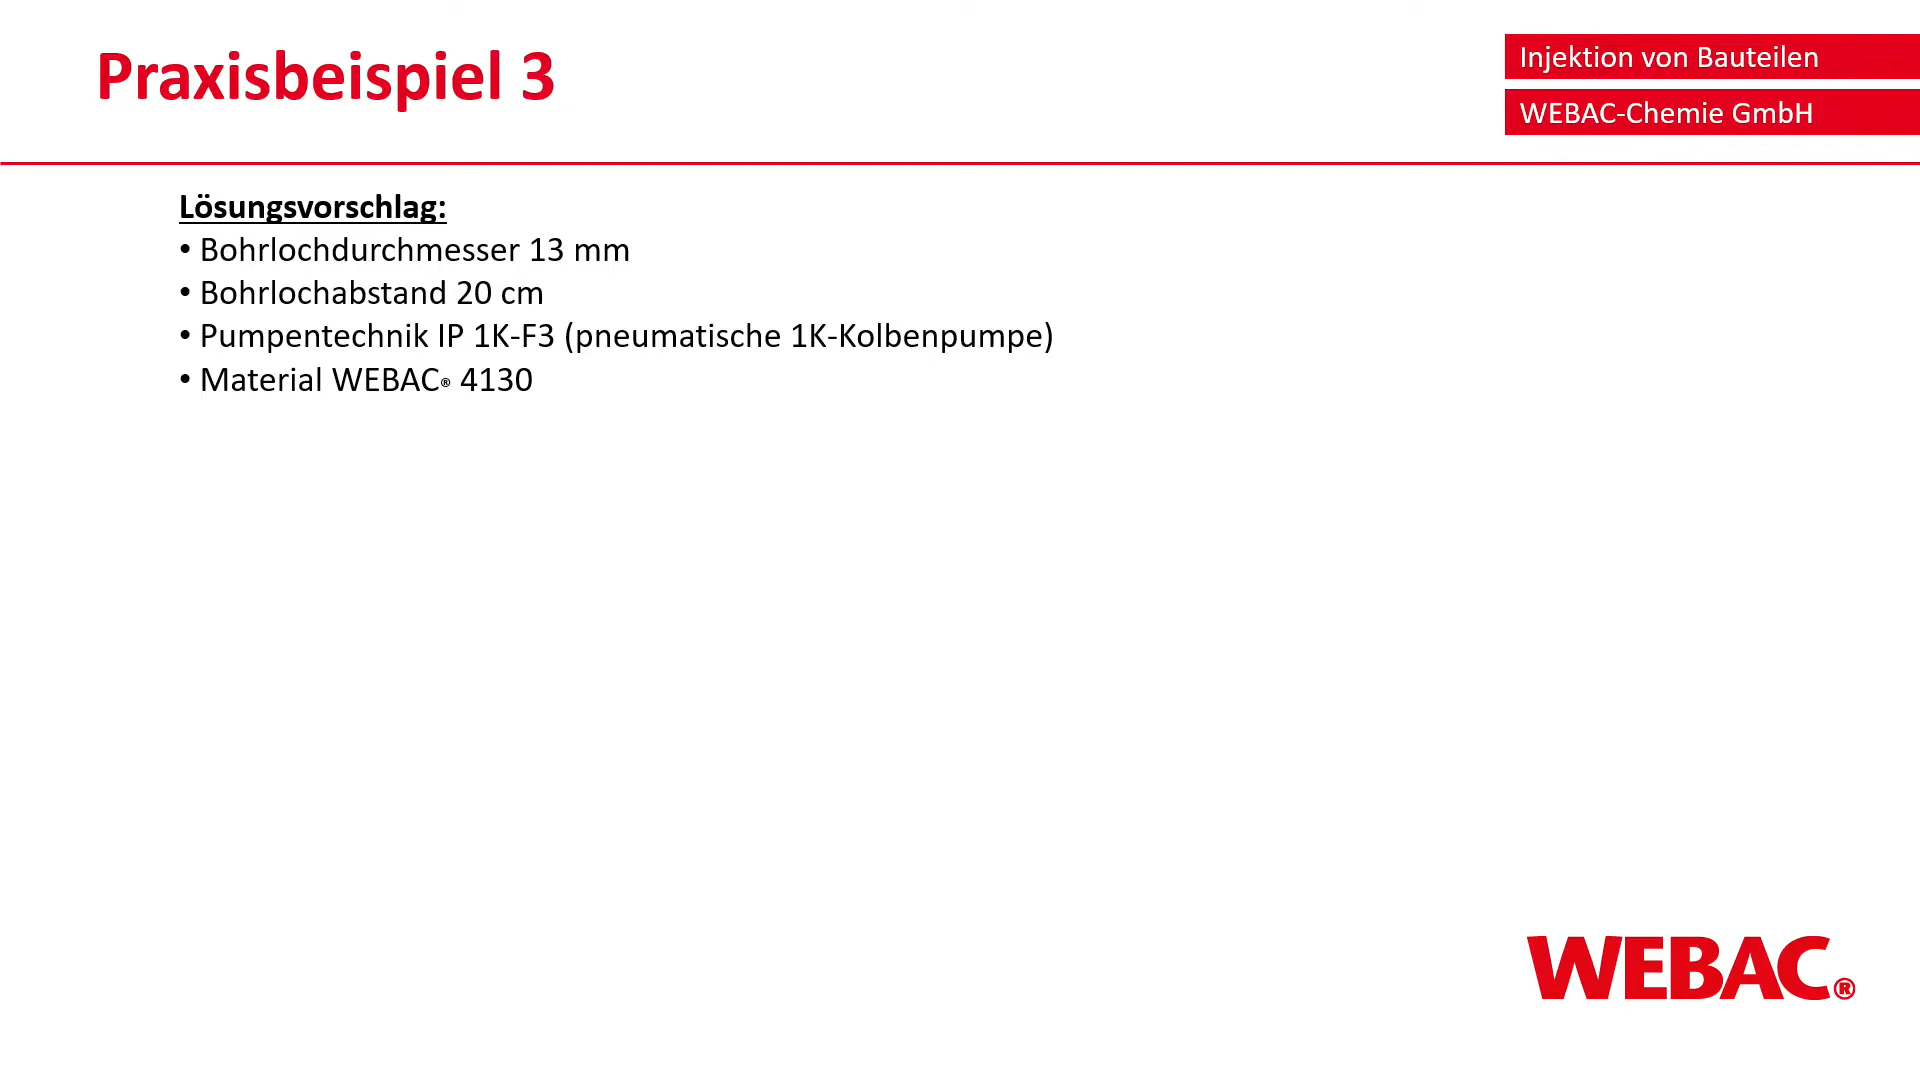 Praxisbeispiel 3
Injektion von Bauteilen
WEBAC-Chemie GmbH
Lösungsvorschlag:
• Bohrlochdurchmesser 13 mm
• Bohrlochabstand 20 cm
• Pumpentechnik IP 1K-F3 (pneumatische 1K-Kolbenpumpe)
• Material WEBAC® 4130
WEBAC®